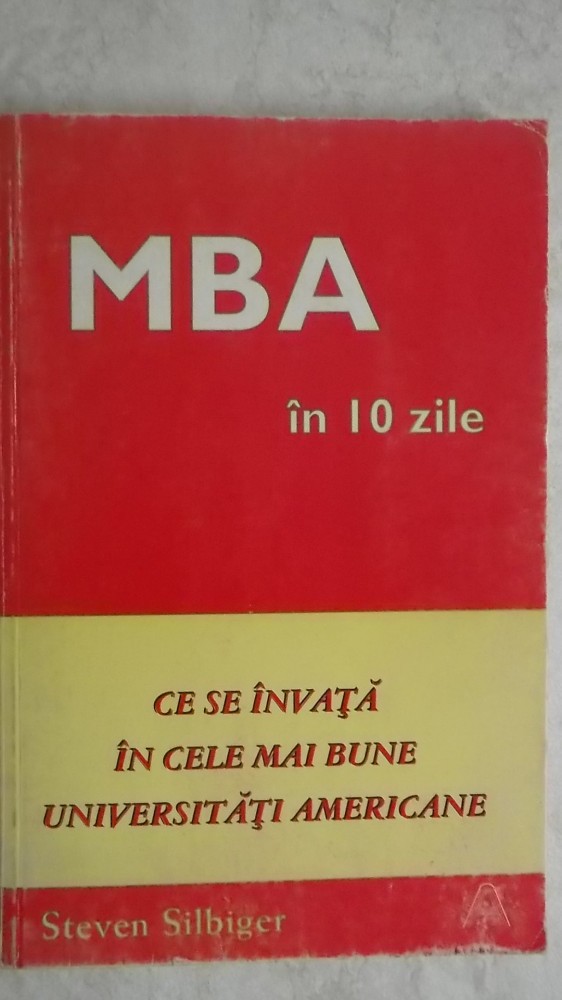 MBA
în 10 zile
CE SE ÎNVAŢĂ
ÎN CELE MAI BUNE
UNIVERSITĂŢI AMERICANE
Steven Silbiger